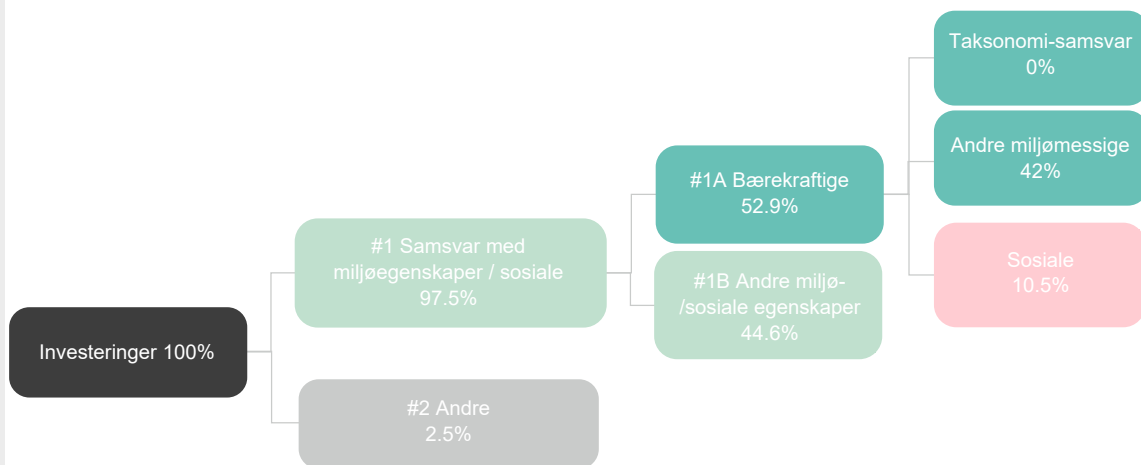 Investeringer 100%
#1 Samsvar med
miljøegenskaper / sosiale
97.5%
#2 Andre
2.5%
#1A Bærekraftige
52.9%
#1B Andre miljø-
/sosiale egenskaper
44.6%
Taksonomi-samsvar
0%
Andre miljømessige
42%
Sosiale
10.5%